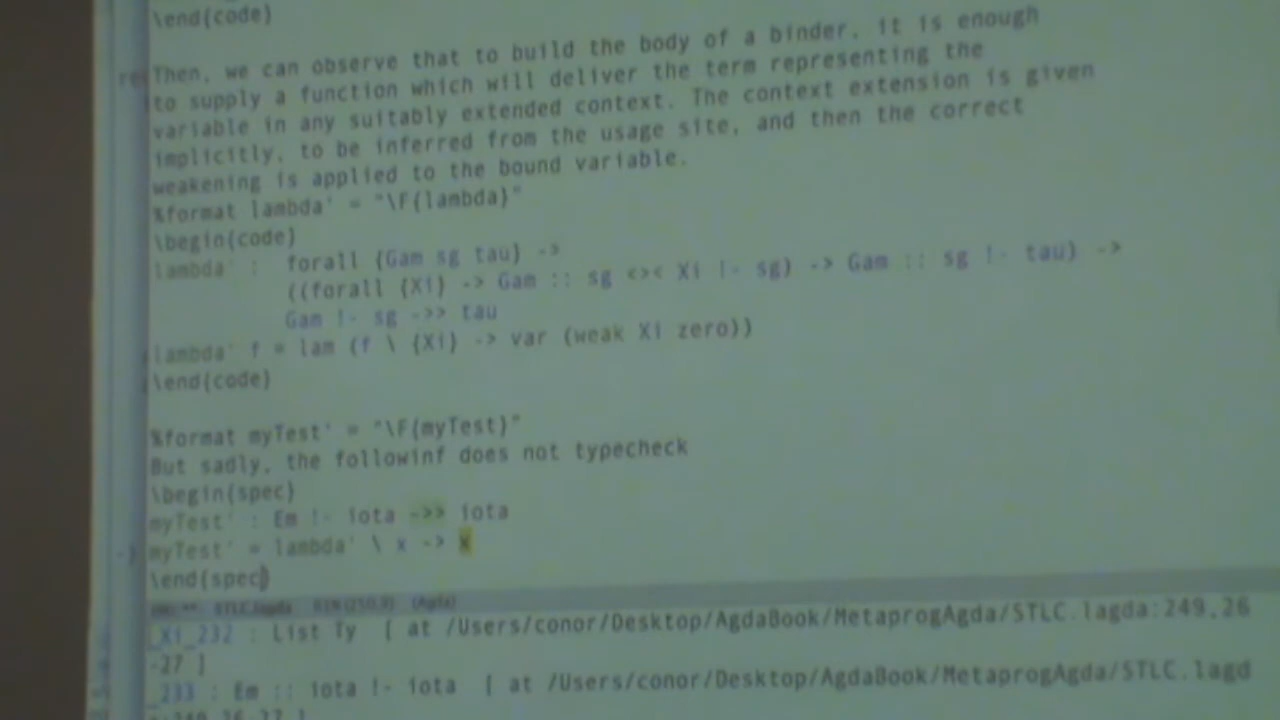 \end{code}
Then, we can observe that to build the body of a binder, it is enough
to supply a function which will deliver the term representing the
variable in any suitably extended context. The context extension is given
implicitly, to be inferred from the usage site, and then the correct
weakening is applied to the bound variable.
%format lambda' = "\F{lambda}"
\begin{code}
lambda' : forall {Gam sg tau} ->
((forall {Xi} -> Gam :: sg <>< Xi !- sg) -> Gam :: sg !- tau) ->
Gam !- sg ->> tau
lambda' f = lam (f \ {Xi} -> var (weak Xi zero))
\end{code}
%format myTest' = "\F{myTest}"
But sadly, the followinf does not typecheck
\begin{spec}
myTest' : Em !- iota ->> iota
myTest' = lambda' \ x -> x
\end{spec}
STLC.lagda (Agda)
_Xi_232 : List Ty [ at /Users/conor/Desktop/AgdaBook/MetaprogAgda/STLC.lagda:249,26
-27 ]
_233 : Em :: iota !- iota [ at /Users/conor/Desktop/AgdaBook/MetaprogAgda/STLC.lagd
a:249,26-27 ]